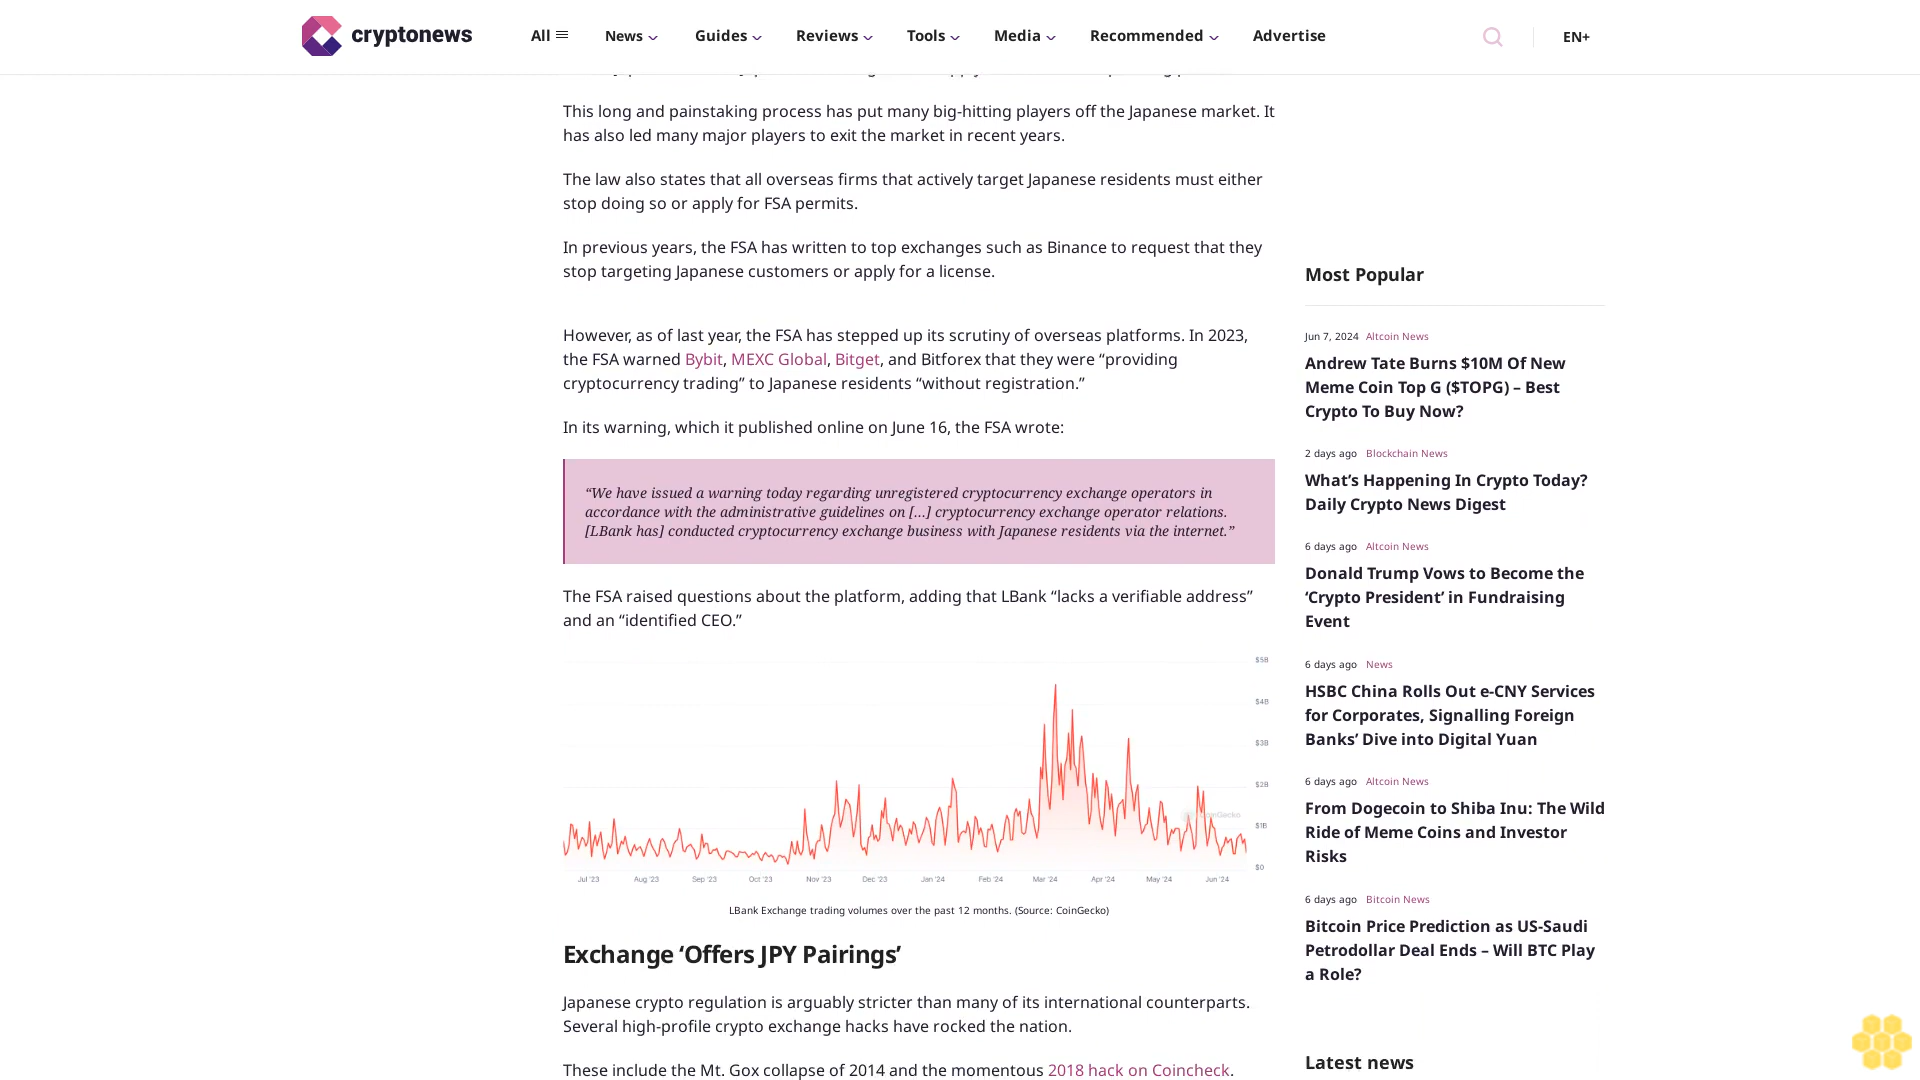 cryptonews
All
News
Guides
Reviews
Tools
Media
Recommended
Advertise
EN+
This long and painstaking process has put many big-hitting players off the Japanese market. It
has also led many major players to exit the market in recent years.
The law also states that all overseas firms that actively target Japanese residents must either
stop doing so or apply for FSA permits.
In previous years, the FSA has written to top exchanges such as Binance to request that they
stop targeting Japanese customers or apply for a license.
However, as of last year, the FSA has stepped up its scrutiny of overseas platforms. In 2023,
the FSA warned Bybit, MEXC Global, Bitget, and Bitforex that they were “providing
cryptocurrency trading” to Japanese residents “without registration.”
In its warning, which it published online on June 16, the FSA wrote:
“We have issued a warning today regarding unregistered cryptocurrency exchange operators in
accordance with the administrative guidelines on […] cryptocurrency exchange operator relations.
[LBank has] conducted cryptocurrency exchange business with Japanese residents via the internet.”
The FSA raised questions about the platform, adding that LBank “lacks a verifiable address”
and an “identified CEO.”
$5B
$4B
$3B
$2B
$1B
$0
CoinGecko
Jul '23 Aug '23 Sep '23 Oct '23 Nov '23 Dec '23 Jan '24 Feb '24 Mar '24 Apr '24 May '24 Jun '24
LBank Exchange trading volumes over the past 12 months. (Source: CoinGecko)
Exchange ‘Offers JPY Pairings’
Japanese crypto regulation is arguably stricter than many of its international counterparts.
Several high-profile crypto exchange hacks have rocked the nation.
These include the Mt. Gox collapse of 2014 and the momentous 2018 hack on Coincheck.
Most Popular
Jun 7, 2024 Altcoin News
Andrew Tate Burns $10M Of New
Meme Coin Top G ($TOPG) – Best
Crypto To Buy Now?
2 days ago Blockchain News
What’s Happening In Crypto Today?
Daily Crypto News Digest
6 days ago Altcoin News
Donald Trump Vows to Become the
‘Crypto President’ in Fundraising
Event
6 days ago News
HSBC China Rolls Out e-CNY Services
for Corporates, Signalling Foreign
Banks’ Dive into Digital Yuan
6 days ago Altcoin News
From Dogecoin to Shiba Inu: The Wild
Ride of Meme Coins and Investor
Risks
6 days ago Bitcoin News
Bitcoin Price Prediction as US-Saudi
Petrodollar Deal Ends – Will BTC Play
a Role?
Latest news